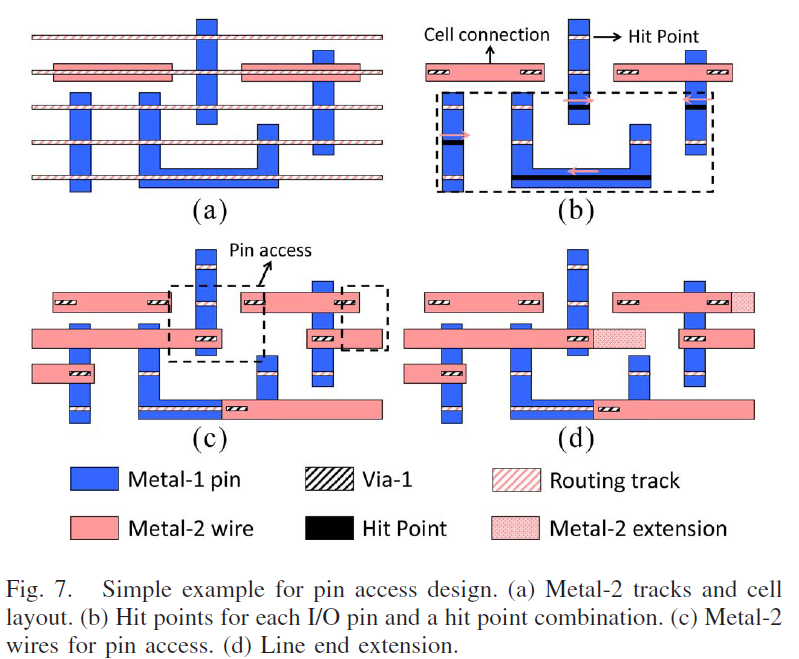 Cell connection
Hit Point
(a)
(b)
Pin access
(c)
(d)
Metal-1 pin
Via-1
Routing track
Metal-2 wire
Hit Point
Metal-2 extension
Fig. 7. Simple example for pin access design. (a) Metal-2 tracks and cell
layout. (b) Hit points for each I/O pin and a hit point combination. (c) Metal-2
wires for pin access. (d) Line end extension.